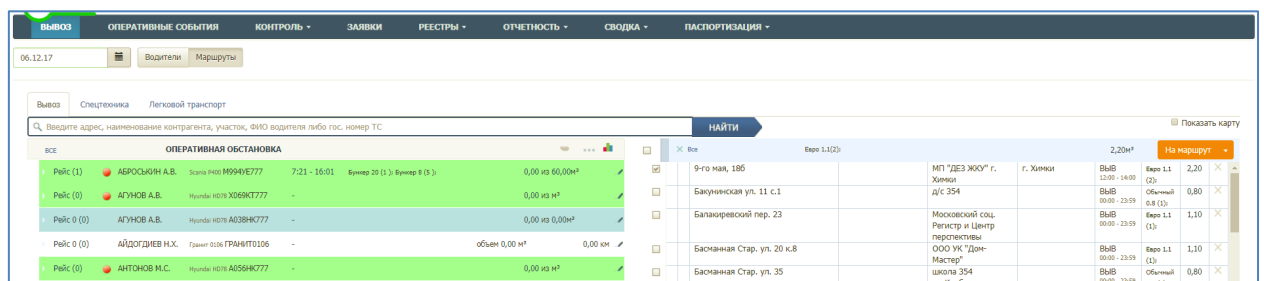 ВЫВОЗ ОПЕРАТИВНЫЕ СОБЫТИЯ КОНТРОЛЬ ЗАЯВКИ РЕЕСТРЫ ОТЧЕТНОСТЬ СВОДКА ПАСПОРТИЗАЦИЯ
06.12.17 Водители Маршруты
Вывоз Спецтехника Легковой транспорт
Введите адрес, наименование контрагента, участок, ФИО водителя либо гос. номер ТС НАЙТИ Показать карту
ВСЕ ОПЕРАТИВНАЯ ОБСТАНОВКА
Рейс (1) АБРОСЬКИН А.В. Scania P400 М994УЕ777 7:21 - 16:01 Бункер 20 (1 ); Бункер 8 (5 ); 0,00 из 60,00м³
Рейс (0) АГУНОВ А.В. Hyundai HD78 Х069КТ777 - 0,00 из м³
Рейс 0 (0) АГУНОВ А.В. Hyundai HD78 А038НК777 - 0,00 из 0,00м³
Рейс 0 (0) АЙДОГДИЕВ Н.Х. Гранит 0106 ГРАНИТ0106 - объем 0,00 м³ 0,00 км
Рейс (0) АНТОНОВ М.С. Hyundai HD78 А056НК777 - 0,00 из м³
Все Евро 1.1(2); 2,20м³ На маршрут
9-го мая, 18б МП "ДЕЗ ЖКУ" г. г. Химки ВЫВ Евро 1.1 2,20
Химки 12:00 - 14:00 (2);
Бакунинская ул. 11 с.1 д/с 354 ВЫВ Обычный 0,80
00:00 - 23:59 0.8 (1);
Балакиревский пер. 23 Московский соц. ВЫВ Евро 1.1 1,10
Регистр и Центр 00:00 - 23:59 (1);
перспективы
Басманная Стар. ул. 20 к.8 ООО УК "Дом- ВЫВ Евро 1.1 1,10
Мастер" 00:00 - 23:59 (1);
Басманная Стар. ул. 35 школа 354 ВЫВ Обычный 0,80